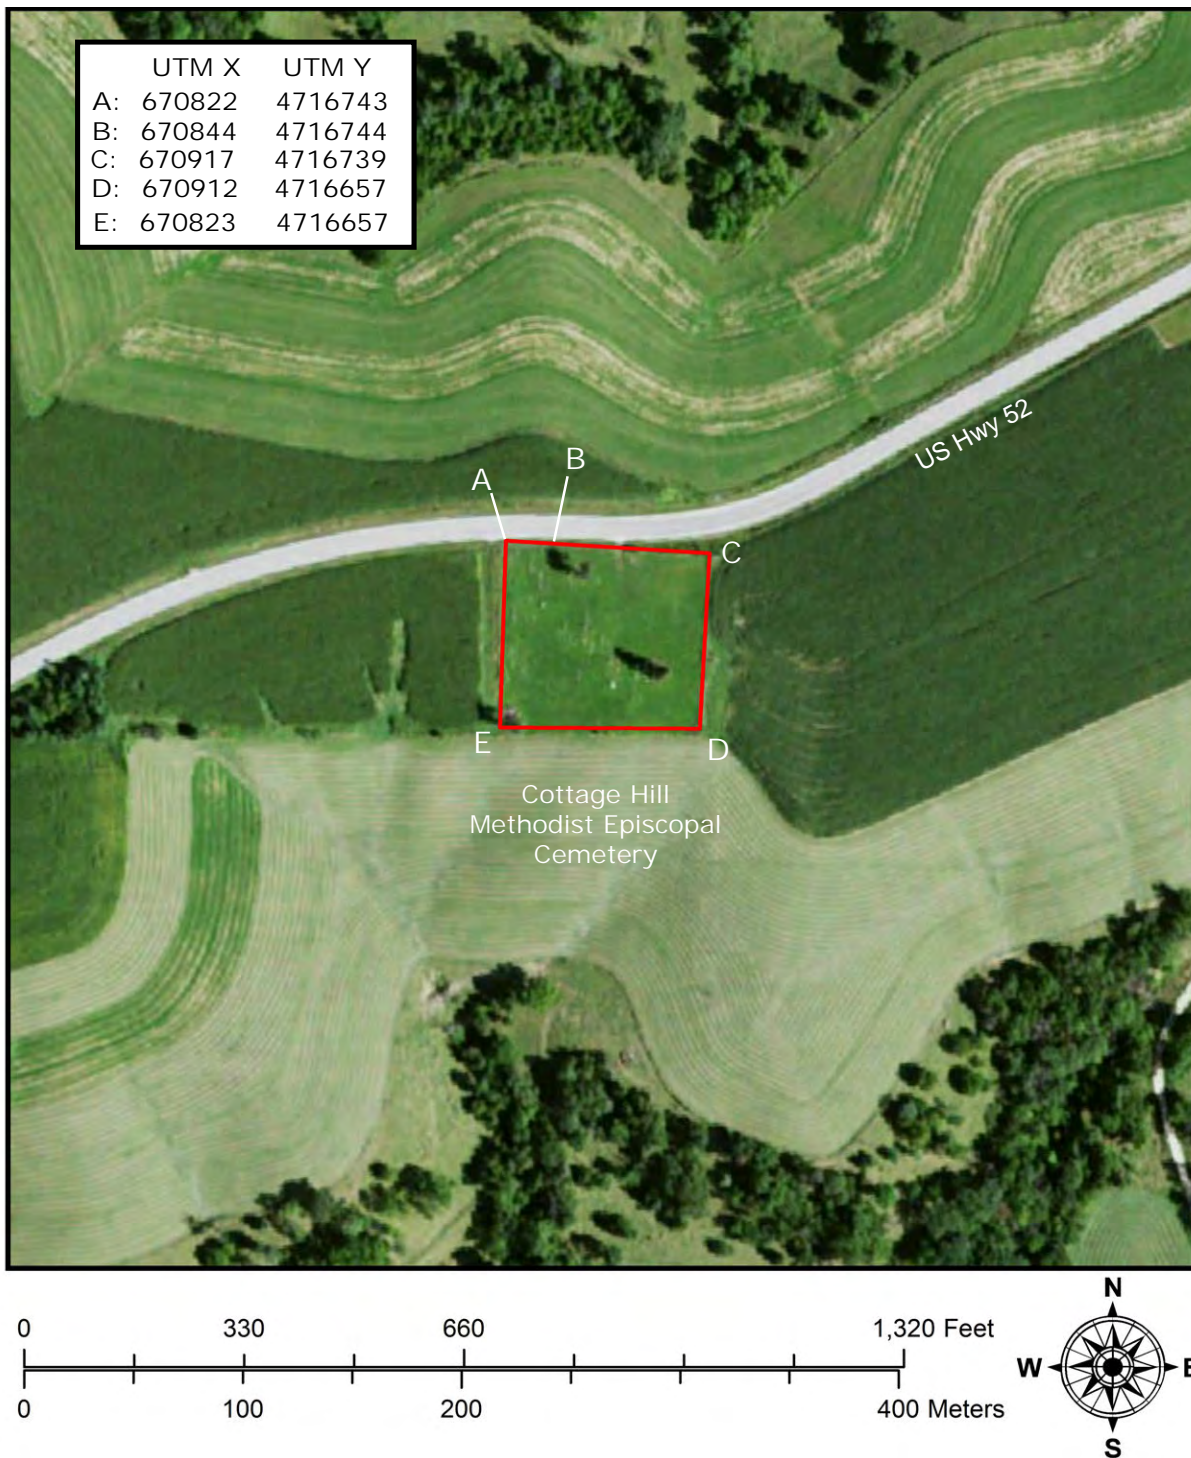 UTM X UTM Y
A: 670822 4716743
B: 670844 4716744
C: 670917 4716739
D: 670912 4716657
E: 670823 4716657
US Hwy 52
B
A
C
E
D
Cottage Hill
Methodist Episcopal
Cemetery
N
0 330 660 1,320 Feet
W E
0 100 200 400 Meters
S